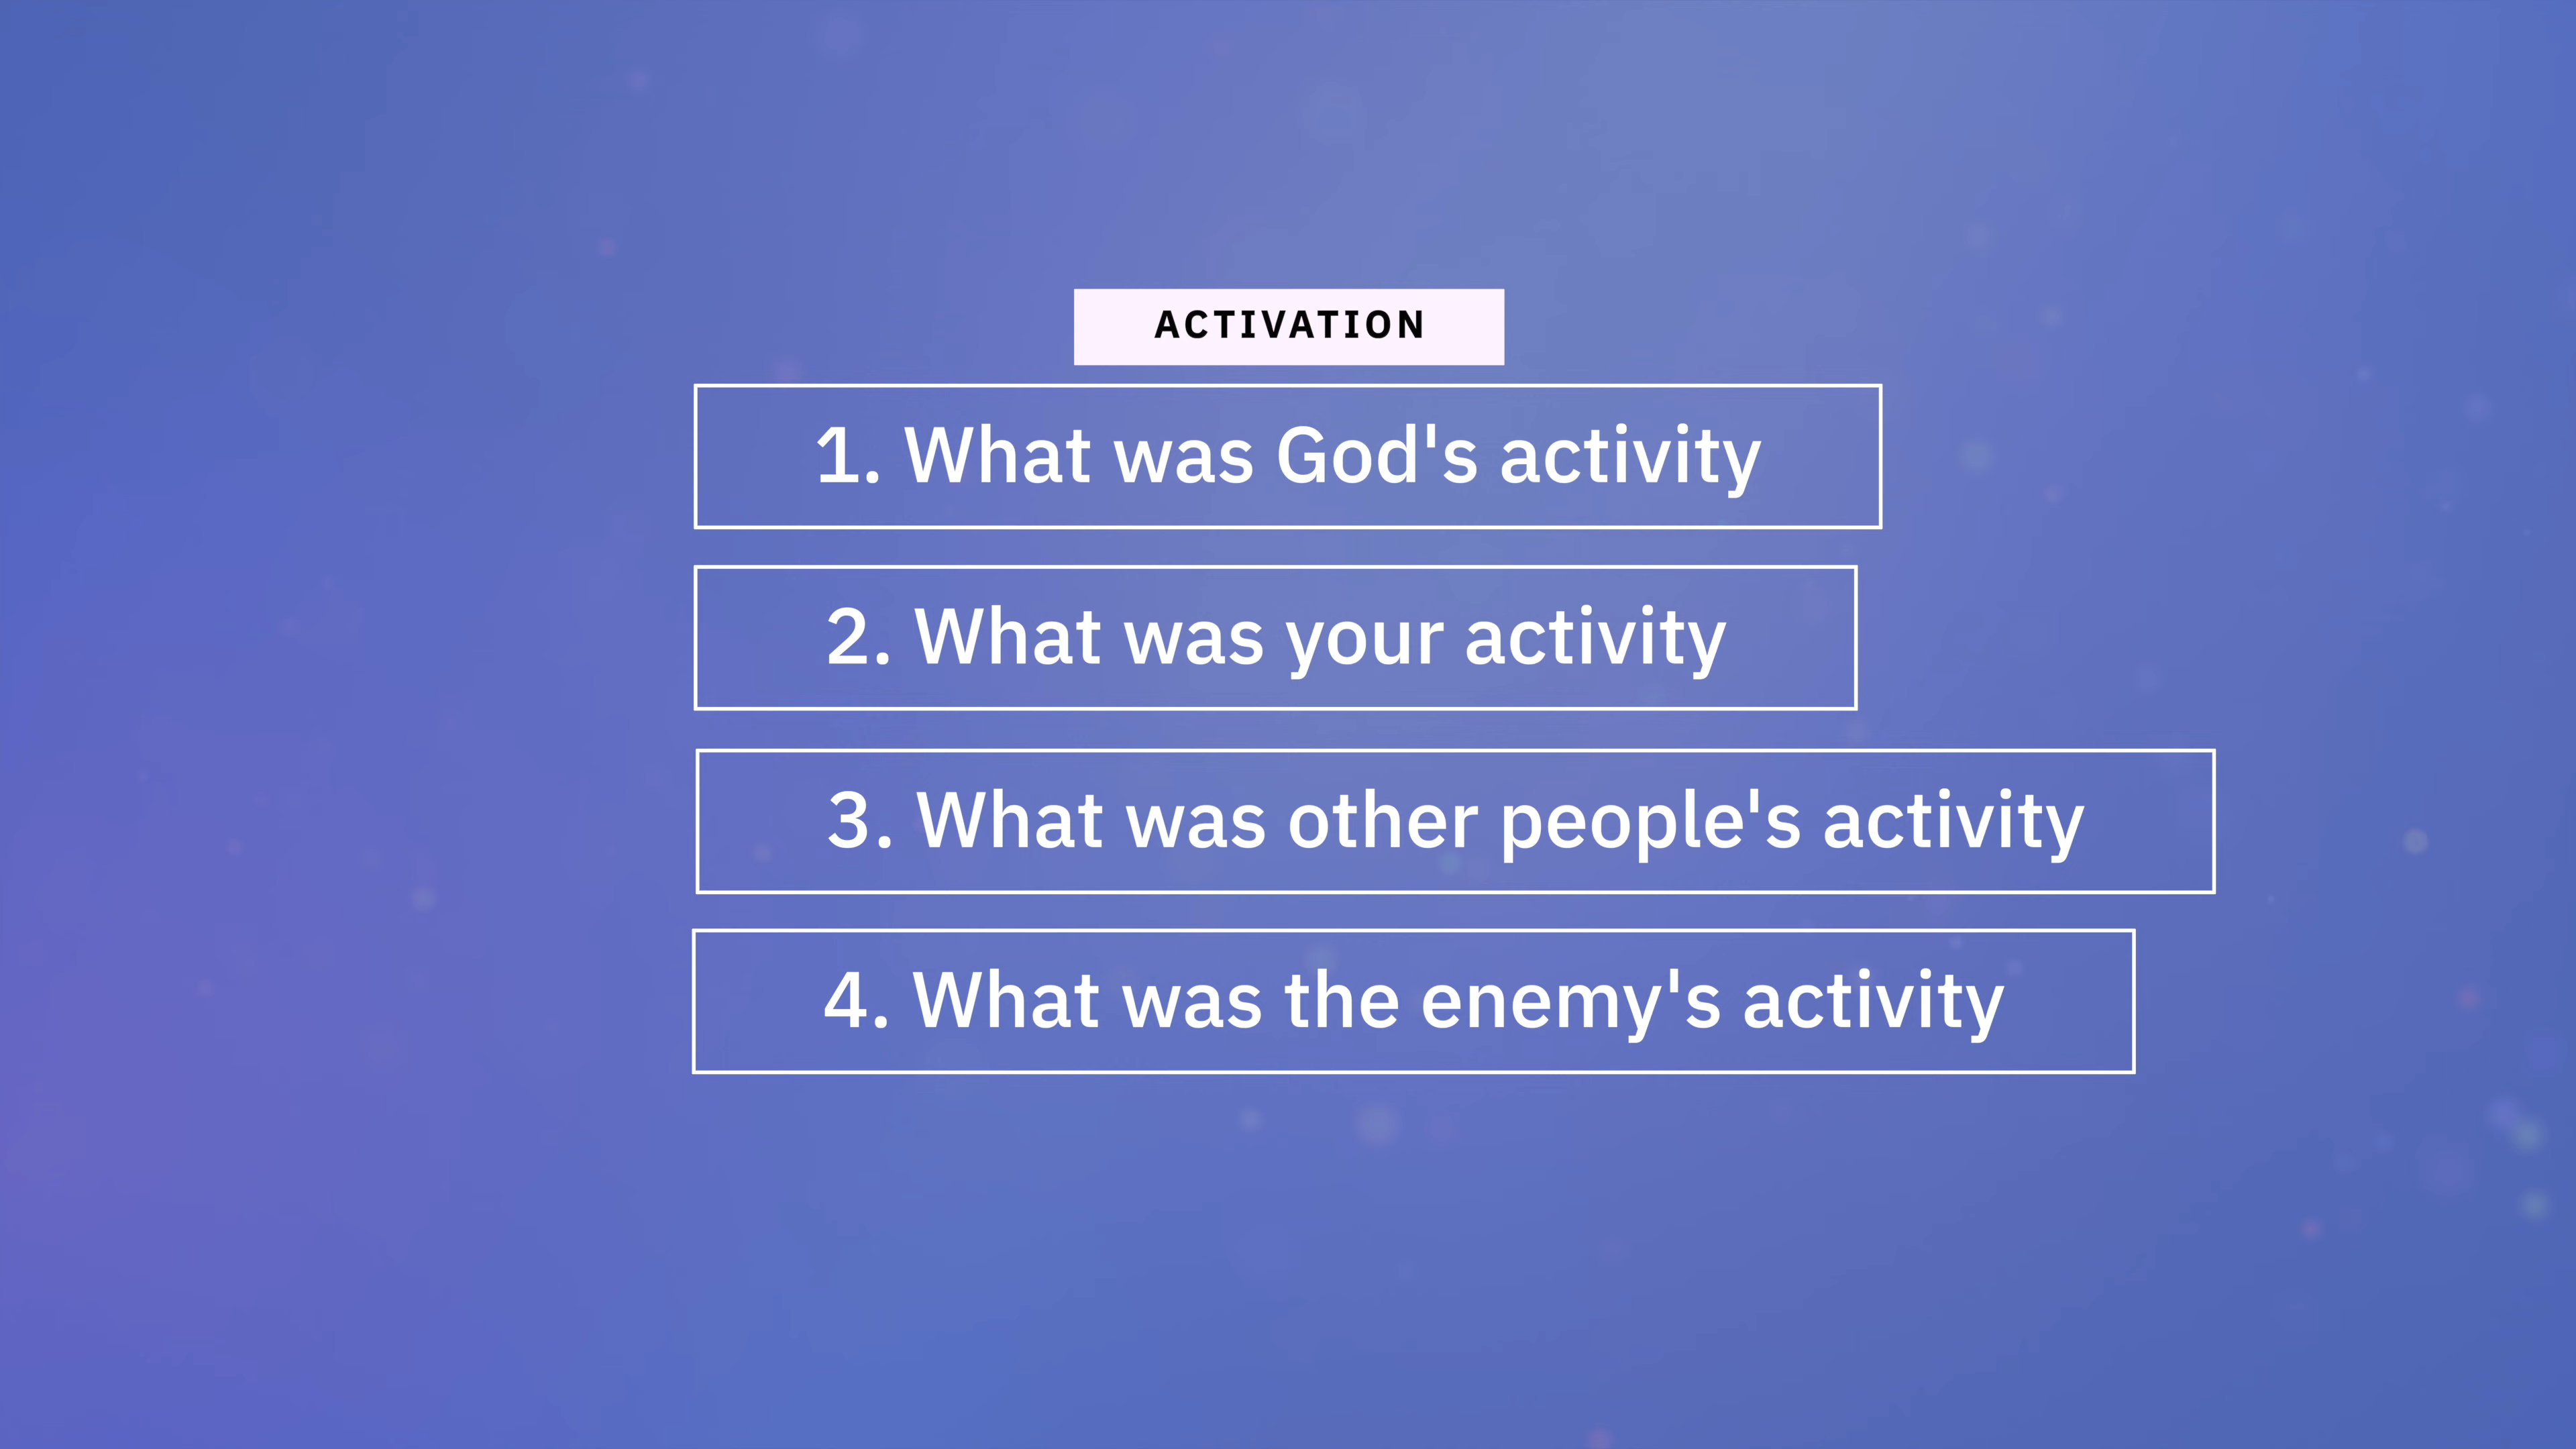 ACTIVATION
1. What was God's activity
2. What was your activity
3. What was other people's activity
4. What was the enemy's activity